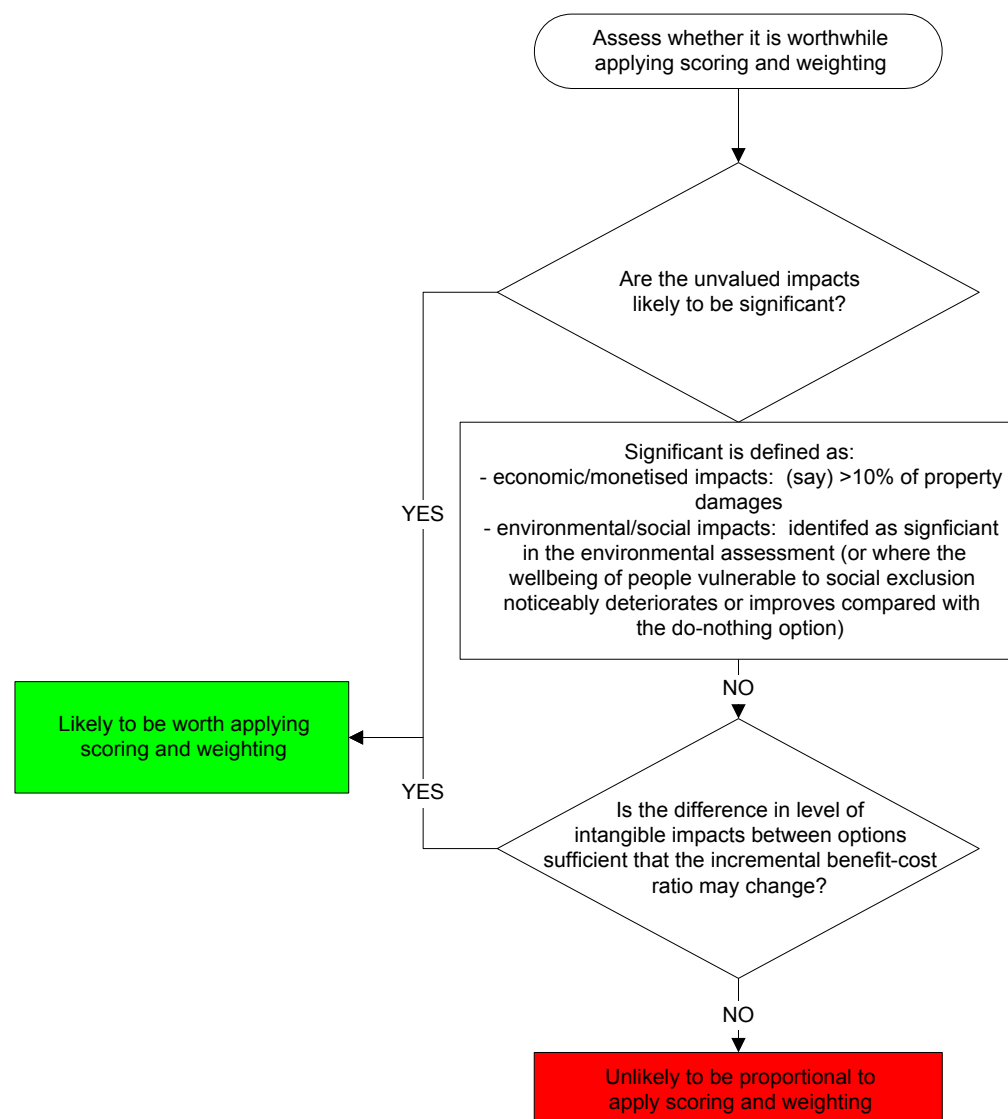 Assess whether it is worthwhile
applying scoring and weighting
Are the unvalued impacts
likely to be significant?
Significant is defined as:
- economic/monetised impacts:  (say) >10% of property
damages
- environmental/social impacts:  identifed as signficiant
in the environmental assessment (or where the
wellbeing of people vulnerable to social exclusion
noticeably deteriorates or improves compared with
the do-nothing option)
YES
NO
Likely to be worth applying
scoring and weighting
YES
Is the difference in level of
intangible impacts between options
sufficient that the incremental benefit-cost
ratio may change?
NO
Unlikely to be proportional to
apply scoring and weighting